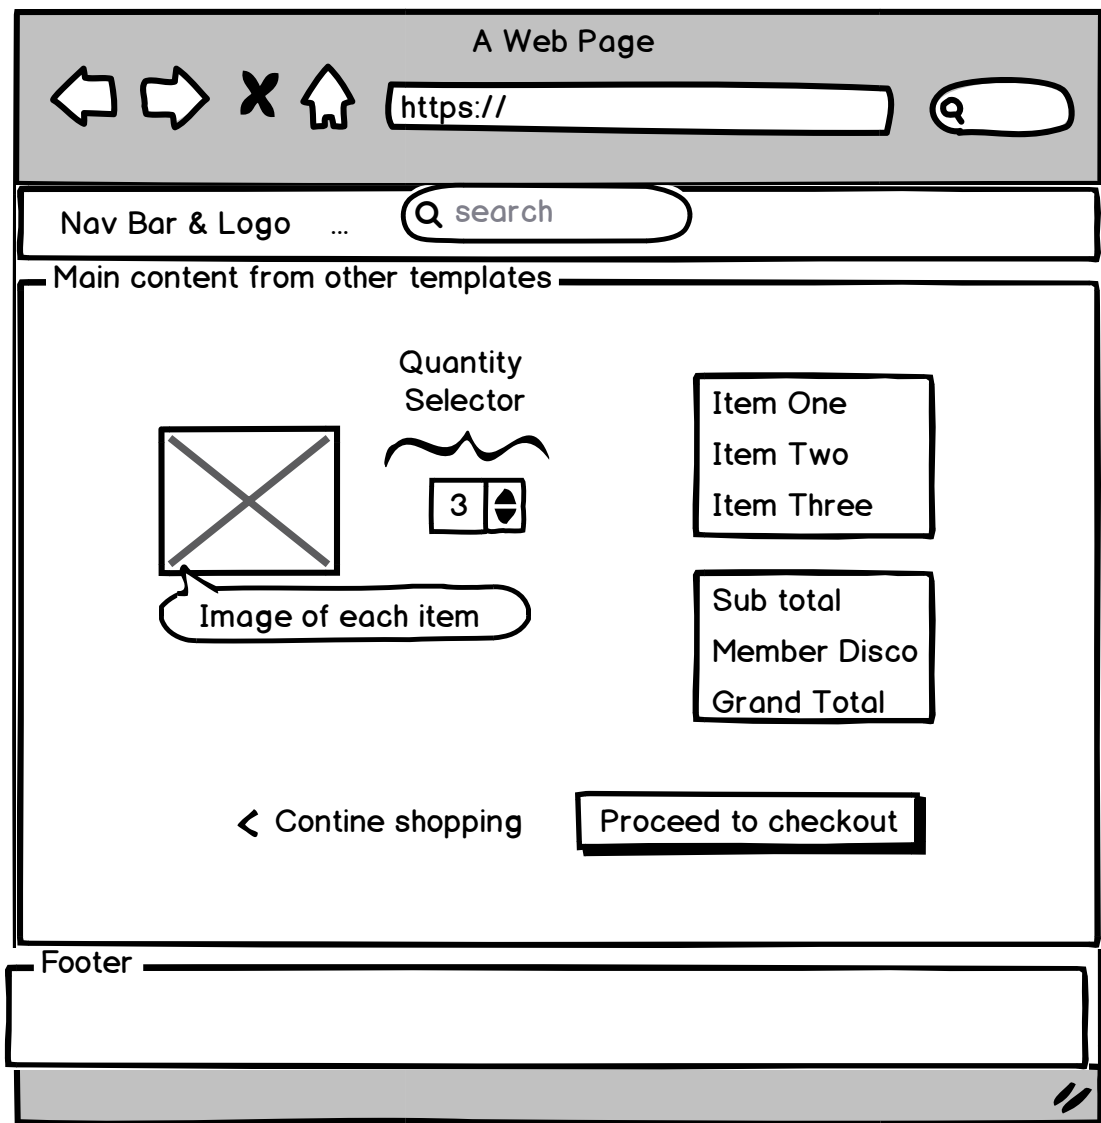 A Web Page
https://
Nav Bar & Logo ...
search
Main content from other templates
Quantity
Selector
3
Image of each item
Item One
Item Two
Item Three
Sub total
Member Disco
Grand Total
Contine shopping
Proceed to checkout
Footer